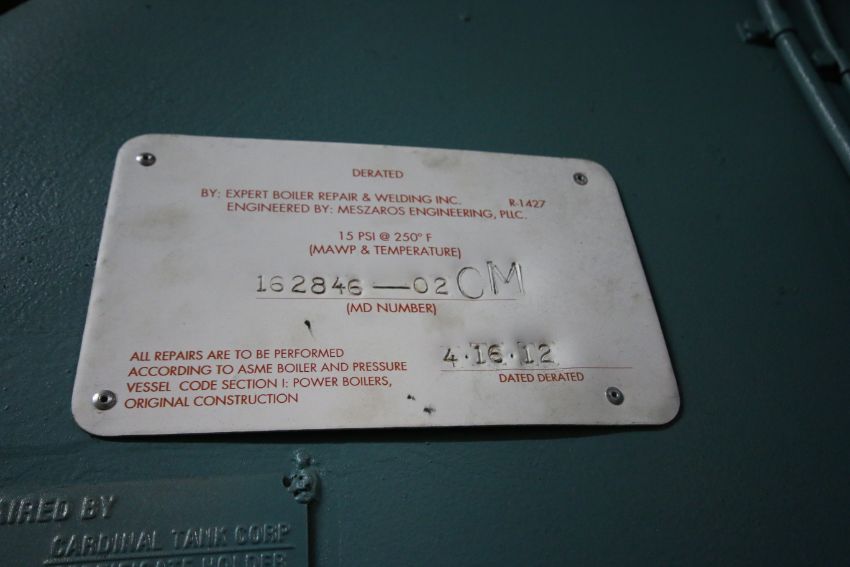 DERATED
BY: EXPERT BOILER REPAIR & WELDING INC. R-1427
ENGINEERED BY: MESZAROS ENGINEERING, PLLC.
15 PSI @ 250° F
(MAWP & TEMPERATURE)
162846—02 CM
(MD NUMBER)
4·16·12
DATED DERATED
ALL REPAIRS ARE TO BE PERFORMED
ACCORDING TO ASME BOILER AND PRESSURE
VESSEL CODE SECTION I: POWER BOILERS,
ORIGINAL CONSTRUCTION
BY
CARDINAL TANK CORP
HOLDER